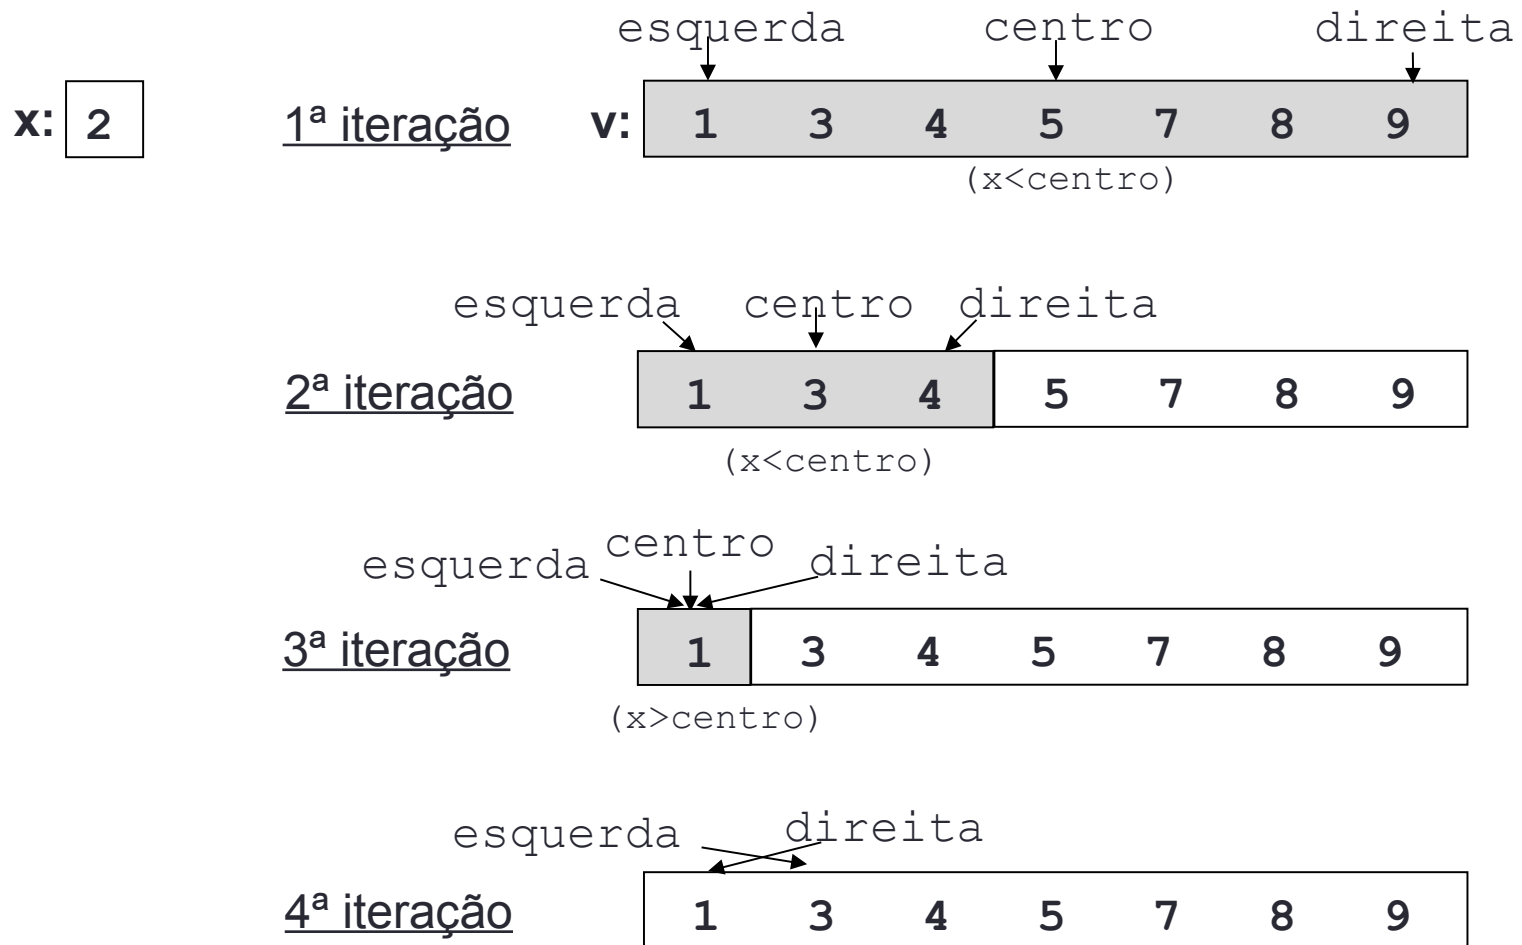 esquerda centro direita
x: 2 1ª iteração v: 1 3 4 5 7 8 9
(x<centro)
esquerda centro direita
2ª iteração 1 3 4 5 7 8 9
(x<centro)
esquerda centro direita
3ª iteração 1 3 4 5 7 8 9
(x>centro)
esquerda direita
4ª iteração 1 3 4 5 7 8 9